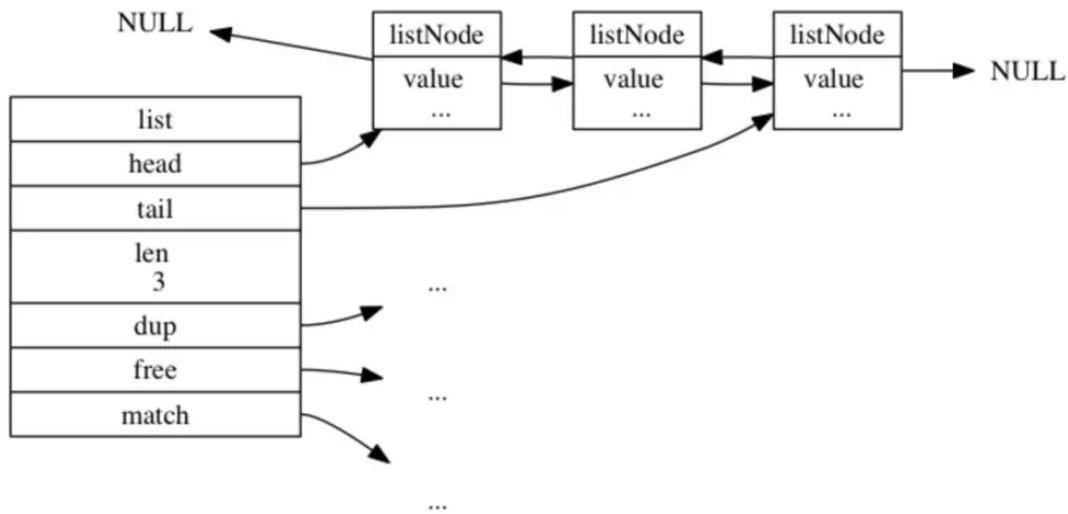 NULL
listNode
value
...
listNode
value
...
listNode
value
...
NULL
list
head
tail
len
3
dup
free
match
...
...
...